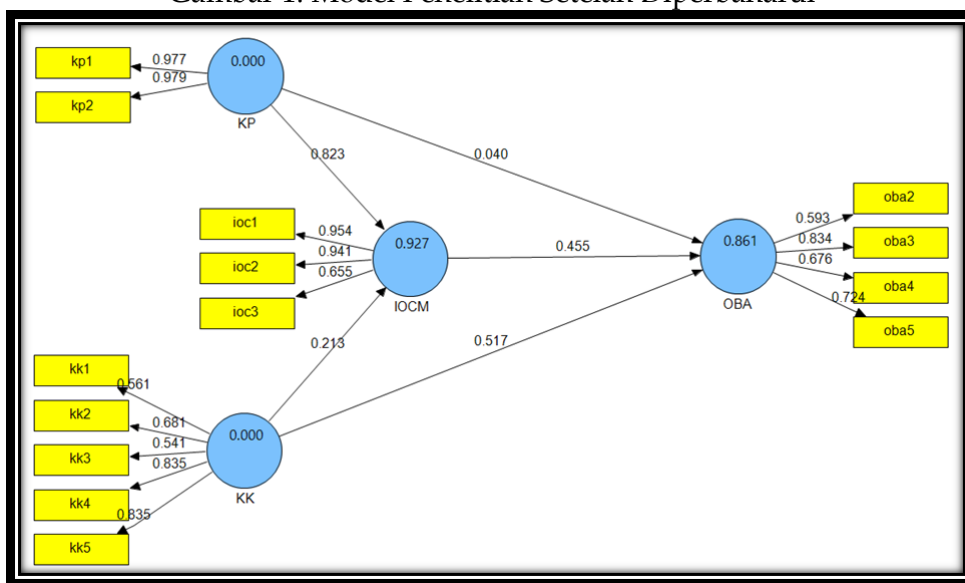 Gambar 1. Model Penelitian Setelah Diperbaharui
kp1
0.977
0.000
kp2
0.979
KP
0.823
0.040
oba2
0.593
ioc1
0.954
0.927
0.455
0.861
0.834
oba3
ioc2
0.941
0.676
oba4
ioc3
0.655
IOCM
OBA
0.724
oba5
0.213
0.517
kk1
0.561
kk2
0.681
0.000
kk3
0.541
0.835
kk4
KK
0.835
kk5